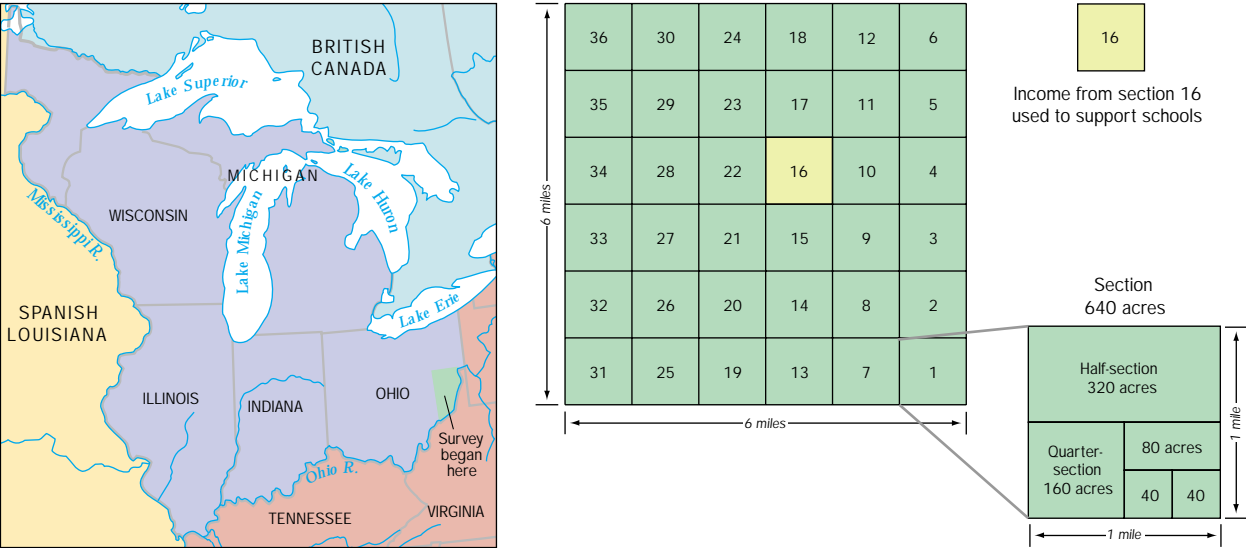 BRITISH
CANADA
Lake Superior
MICHIGAN
Lake Huron
Lake Michigan
WISCONSIN
Mississippi R.
SPANISH
LOUISIANA
Lake Erie
ILLINOIS
INDIANA
OHIO
Survey
began
here
Ohio R.
TENNESSEE
VIRGINIA
36 30 24 18 12 6
35 29 23 17 11 5
34 28 22 16 10 4
33 27 21 15 9 3
32 26 20 14 8 2
31 25 19 13 7 1
6 miles
6 miles
16
Income from section 16
used to support schools
Section
640 acres
Half-section
320 acres
Quarter-
section
160 acres
80 acres
40 40
1 mile
1 mile